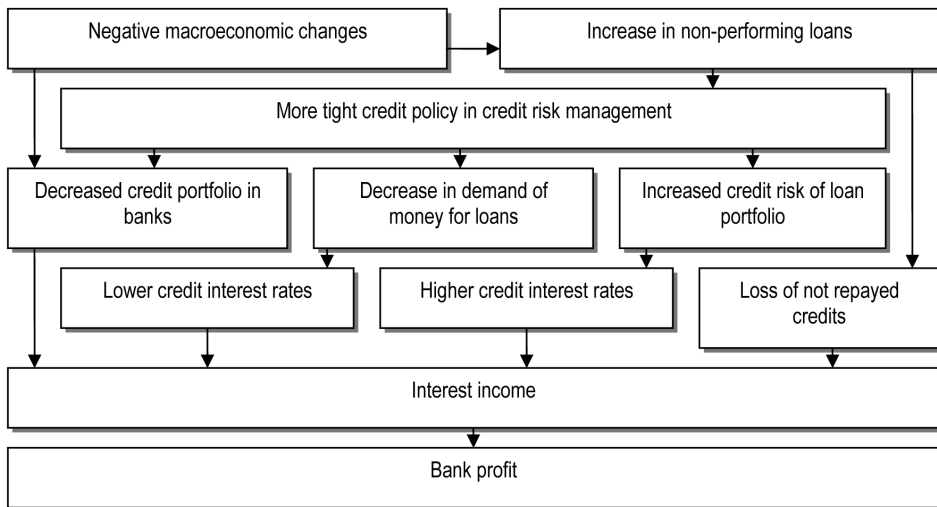 Negative macroeconomic changes
Increase in non-performing loans
More tight credit policy in credit risk management
Decreased credit portfolio in
banks
Decrease in demand of
money for loans
Increased credit risk of loan
portfolio
Lower credit interest rates
Higher credit interest rates
Loss of not repayed
credits
Interest income
Bank profit